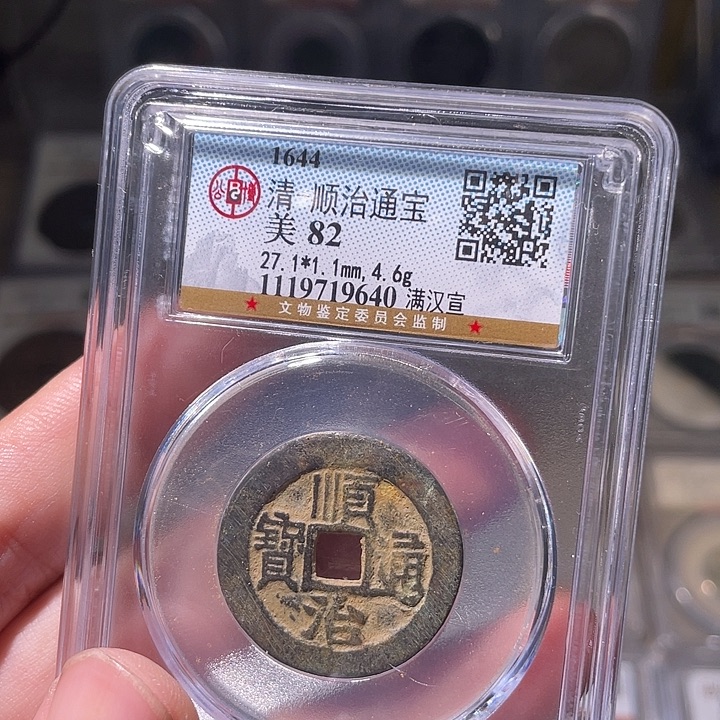 1644
清 顺治通宝
美 82
27.1*1.1mm,4.6g
1119719640 满汉宣
文物鉴定委员会监制
順
寶 通
治